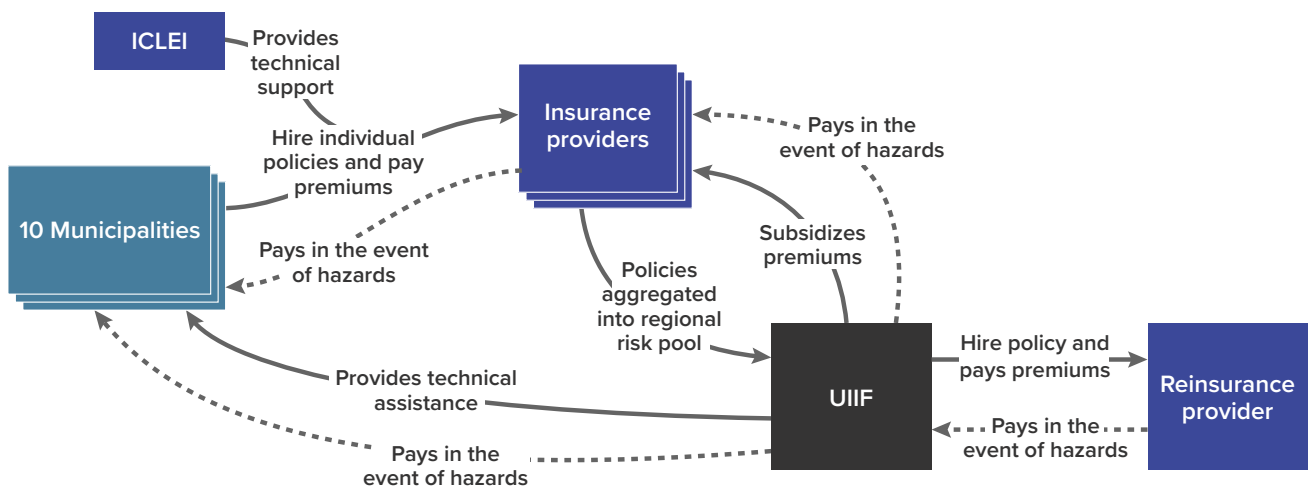 ICLEI
Provides
technical
support
Insurance
providers
Hire individual
policies and pay
premiums
Pays in the
event of hazards
10 Municipalities
Pays in the event
of hazards
Subsidizes
premiums
Policies
aggregated
into regional
risk pool
Provides technical
assistance
UIIF
Hire policy and
pays premiums
Reinsurance
provider
Pays in the
event of hazards
Pays in the
event of hazards